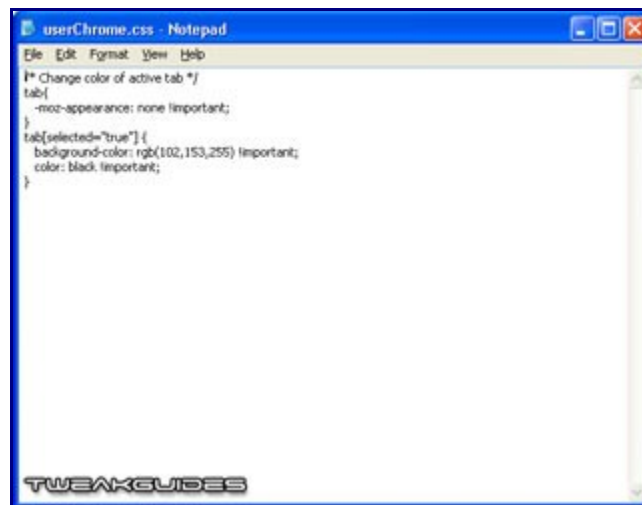 userChrome.css - Notepad
File Edit Format View Help
/* Change color of active tab */
tab{
-moz-appearance: none !important;
}
tab[selected="true"] {
background-color: rgb(102,153,255) !important;
color: black !important;
}
TWEAKGUIDES